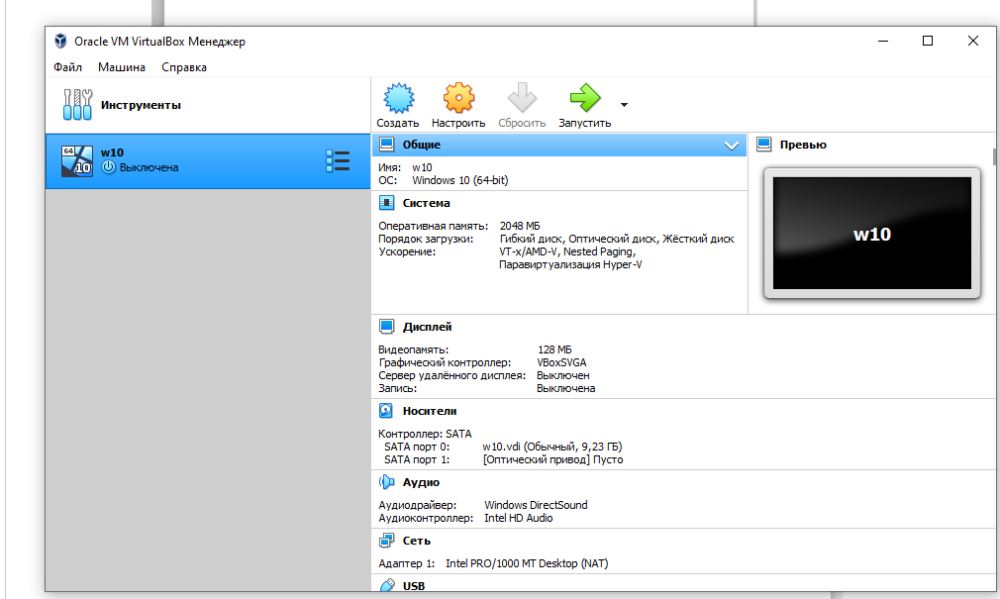 Oracle VM VirtualBox Менеджер
Файл Машина Справка
Инструменты
Создать Настроить Сбросить Запустить
64
10
w10
Выключена
Общие
Имя: w10
ОС: Windows 10 (64-bit)
Система
Оперативная память: 2048 МБ
Порядок загрузки: Гибкий диск, Оптический диск, Жёсткий диск
Ускорение: VT-x/AMD-V, Nested Paging,
Паравиртуализация Hyper-V
Превью
w10
Дисплей
Видеопамять: 128 МБ
Графический контроллер: VBoxSVGA
Сервер удалённого дисплея: Выключен
Запись: Выключена
Носители
Контроллер: SATA
SATA порт 0: w10.vdi (Обычный, 9,23 ГБ)
SATA порт 1: [Оптический привод] Пусто
Аудио
Аудиодрайвер: Windows DirectSound
Аудиоконтроллер: Intel HD Audio
Сеть
Адаптер 1: Intel PRO/1000 MT Desktop (NAT)
USB